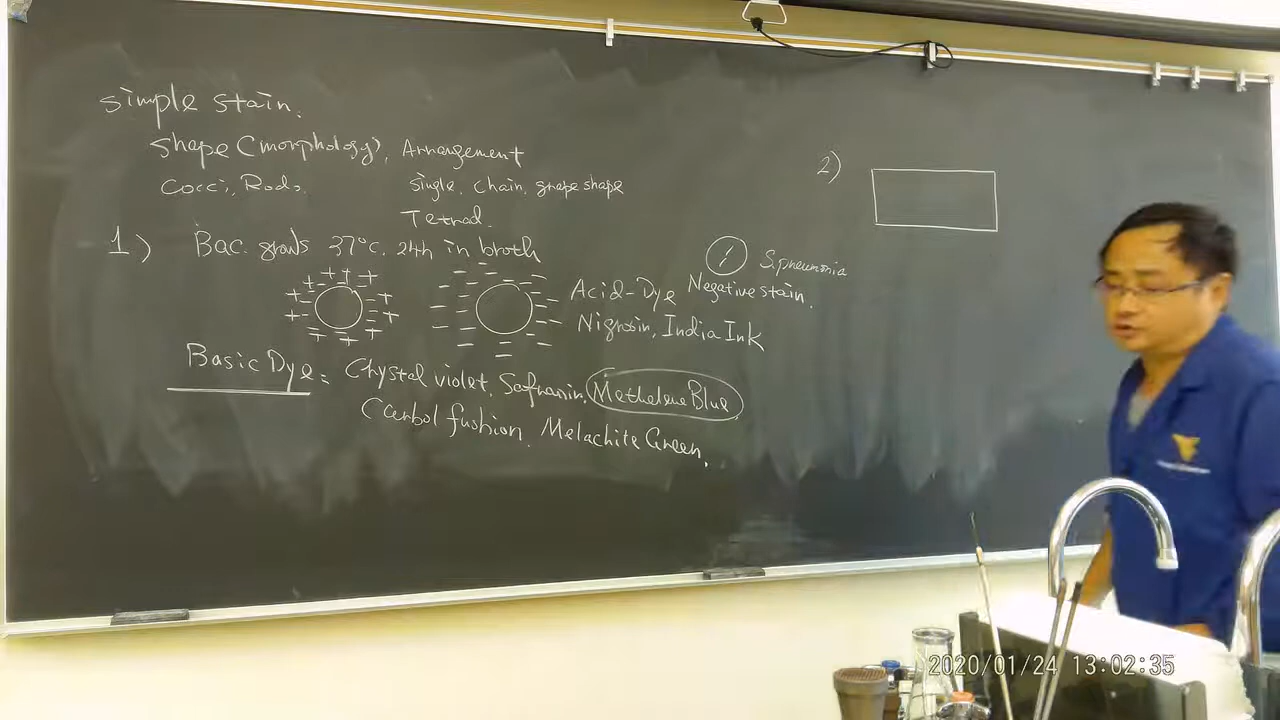 simple stain.
shape (morphology), Arrangement
Cocci, Rods. single. chain. grape shape
Tetrad.
1) Bac. grows 37°C. 24h in broth
S. pneumonia
Negative stain.
Acid-Dye
Nigrosin, India Ink
Basic Dye: Chystal violet. Safranin. Methelene Blue
Carbol fushion. Melachite Green.
2)
2020/01/24 13:02:35